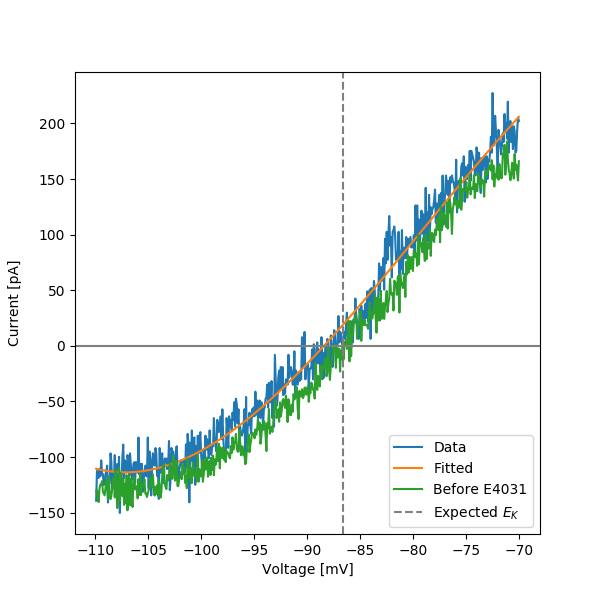 Current [pA]
200
150
100
50
0
−50
−100
−150
−110
−105
−100
−95
−90
−85
−80
−75
−70
Voltage [mV]
Data
Fitted
Before E4031
Expected E_K